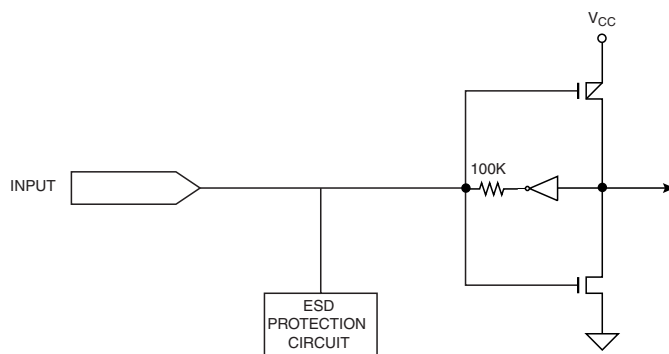 VCC
100K
INPUT
ESD
PROTECTION
CIRCUIT